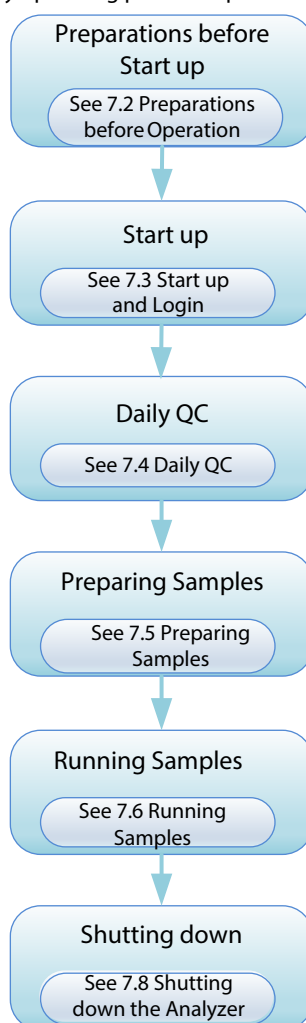 Preparations before
Start up
See 7.2 Preparations
before Operation
Start up
See 7.3 Start up
and Login
Daily QC
See 7.4 Daily QC
Preparing Samples
See 7.5 Preparing
Samples
Running Samples
See 7.6 Running
Samples
Shutting down
See 7.8 Shutting
down the Analyzer